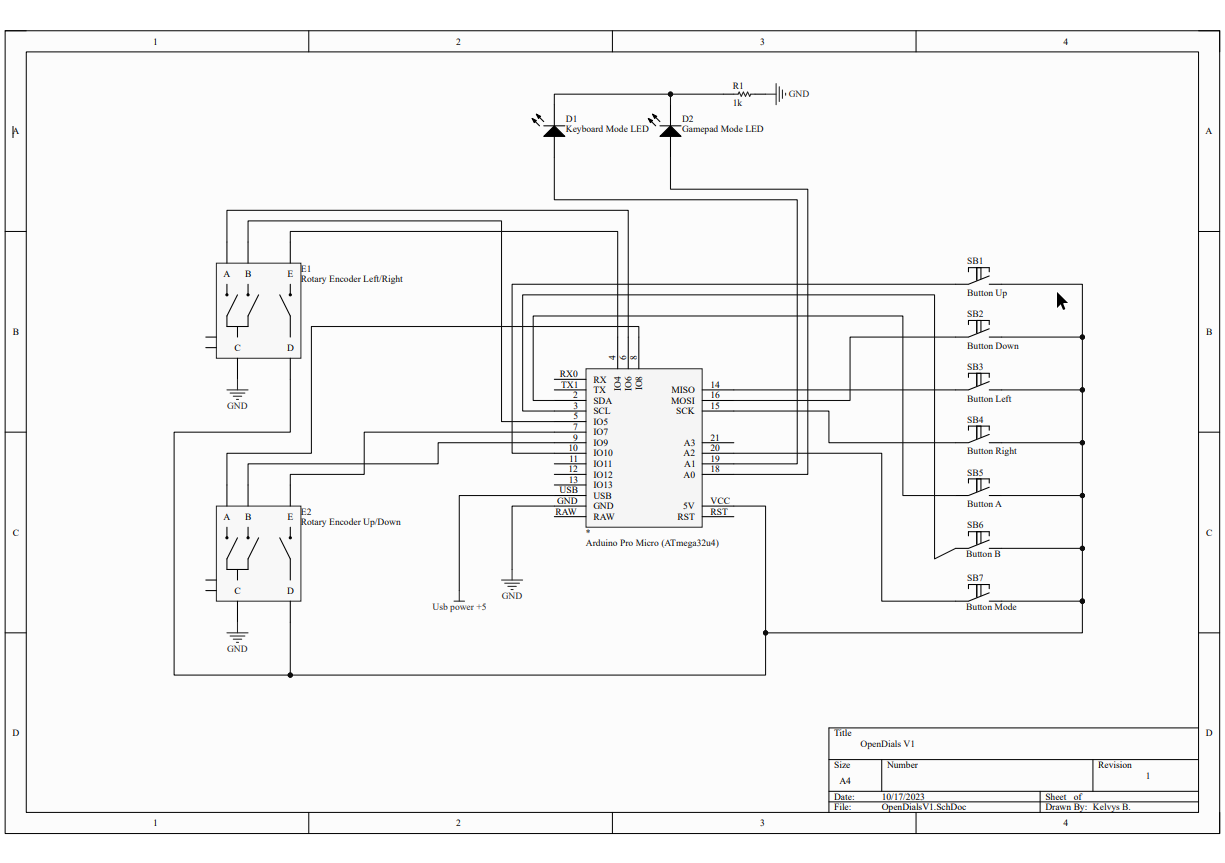 1 2 3 4
A A
R1
GND
1k
D1
Keyboard Mode LED
D2
Gamepad Mode LED
B B
A B E
E1
Rotary Encoder Left/Right
C D
GND
SB1
Button Up
SB2
Button Down
SB3
Button Left
SB4
Button Right
SB5
Button A
SB6
Button B
SB7
Button Mode
4 6 8
IO4 IO6 IO8
RX0 RX
TX1 TX
2 SDA
3 SCL
5 IO5
7 IO7
9 IO9
10 IO10
11 IO11
12 IO12
13 IO13
USB USB
GND GND
RAW RAW
MISO 14
MOSI 16
SCK 15
A3 21
A2 20
A1 19
A0 18
5V VCC
RST RST
*
Arduino Pro Micro (ATmega32u4)
C C
A B E
E2
Rotary Encoder Up/Down
C D
GND
Usb power +5
GND
D D
Title
OpenDials V1
Size Number Revision
A4 1
Date: 10/17/2023 Sheet of
File: OpenDialsV1.SchDoc Drawn By: Kelvys B.
1 2 3 4